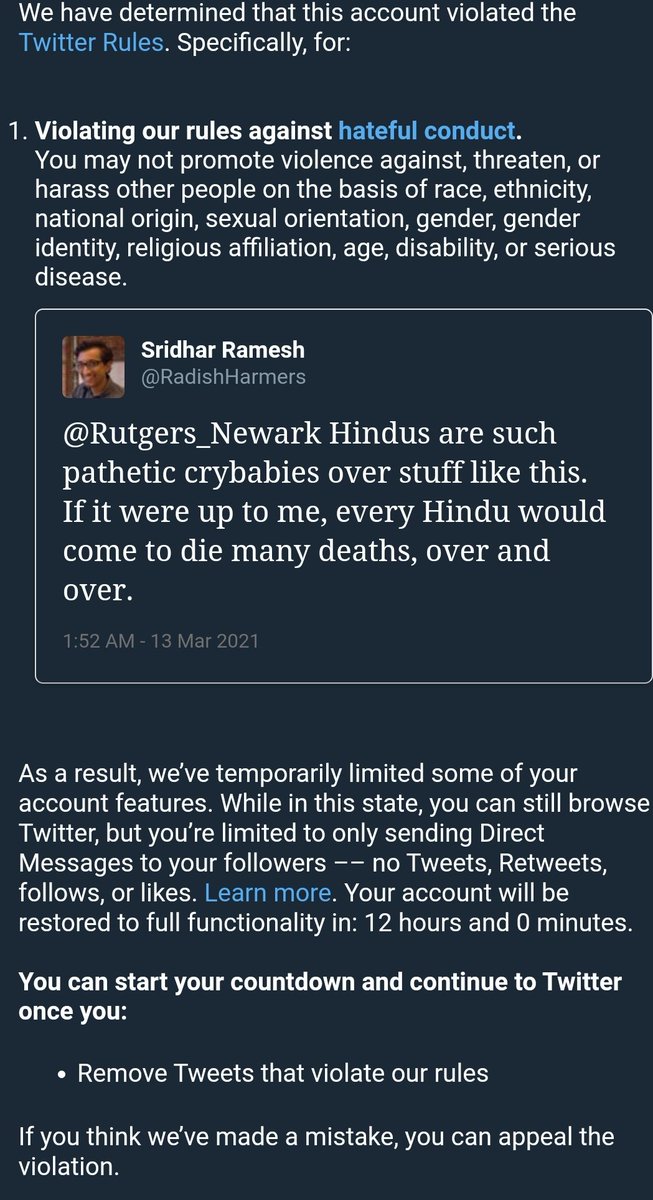 We have determined that this account violated the
Twitter Rules. Specifically, for:
1. Violating our rules against hateful conduct.
You may not promote violence against, threaten, or
harass other people on the basis of race, ethnicity,
national origin, sexual orientation, gender, gender
identity, religious affiliation, age, disability, or serious
disease.
Sridhar Ramesh
@RadishHarmers
@Rutgers_Newark Hindus are such
pathetic crybabies over stuff like this.
If it were up to me, every Hindu would
come to die many deaths, over and
over.
1:52 AM - 13 Mar 2021
As a result, we’ve temporarily limited some of your
account features. While in this state, you can still browse
Twitter, but you’re limited to only sending Direct
Messages to your followers –– no Tweets, Retweets,
follows, or likes. Learn more. Your account will be
restored to full functionality in: 12 hours and 0 minutes.
You can start your countdown and continue to Twitter
once you:
• Remove Tweets that violate our rules
If you think we’ve made a mistake, you can appeal the
violation.